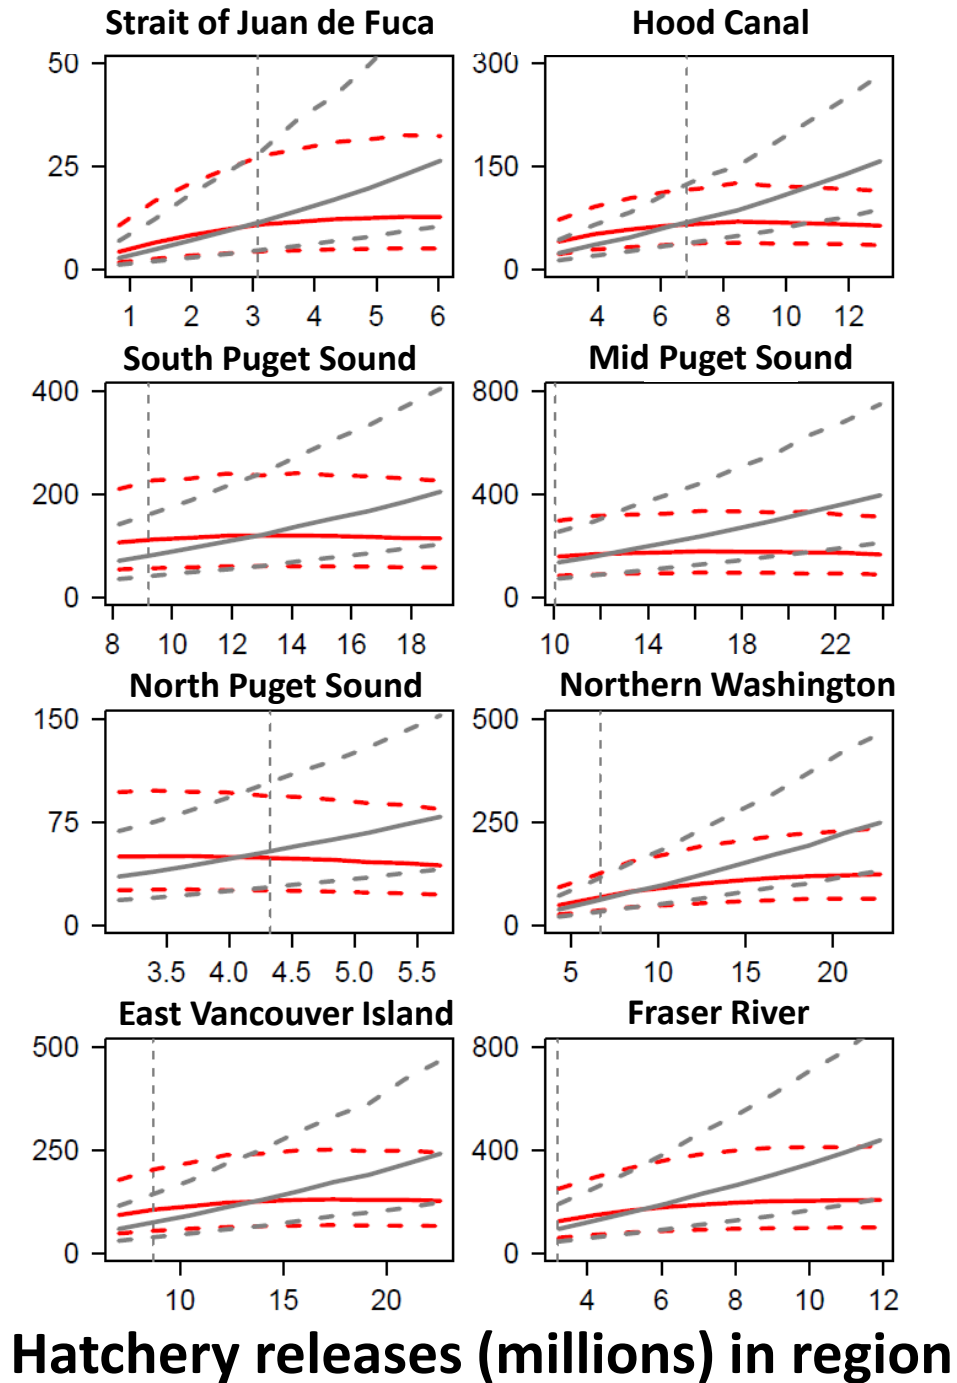 Strait of Juan de Fuca Hood Canal
50 300
25 150
0 0
1 2 3 4 5 6 4 6 8 10 12
South Puget Sound Mid Puget Sound
400 800
200 400
0 0
8 10 12 14 16 18 10 14 18 22
North Puget Sound Northern Washington
150 500
75 250
0 0
3.5 4.0 4.5 5.0 5.5 5 10 15 20
East Vancouver Island Fraser River
500 800
250 400
0 0
10 15 20 4 6 8 10 12
Hatchery releases (millions) in region